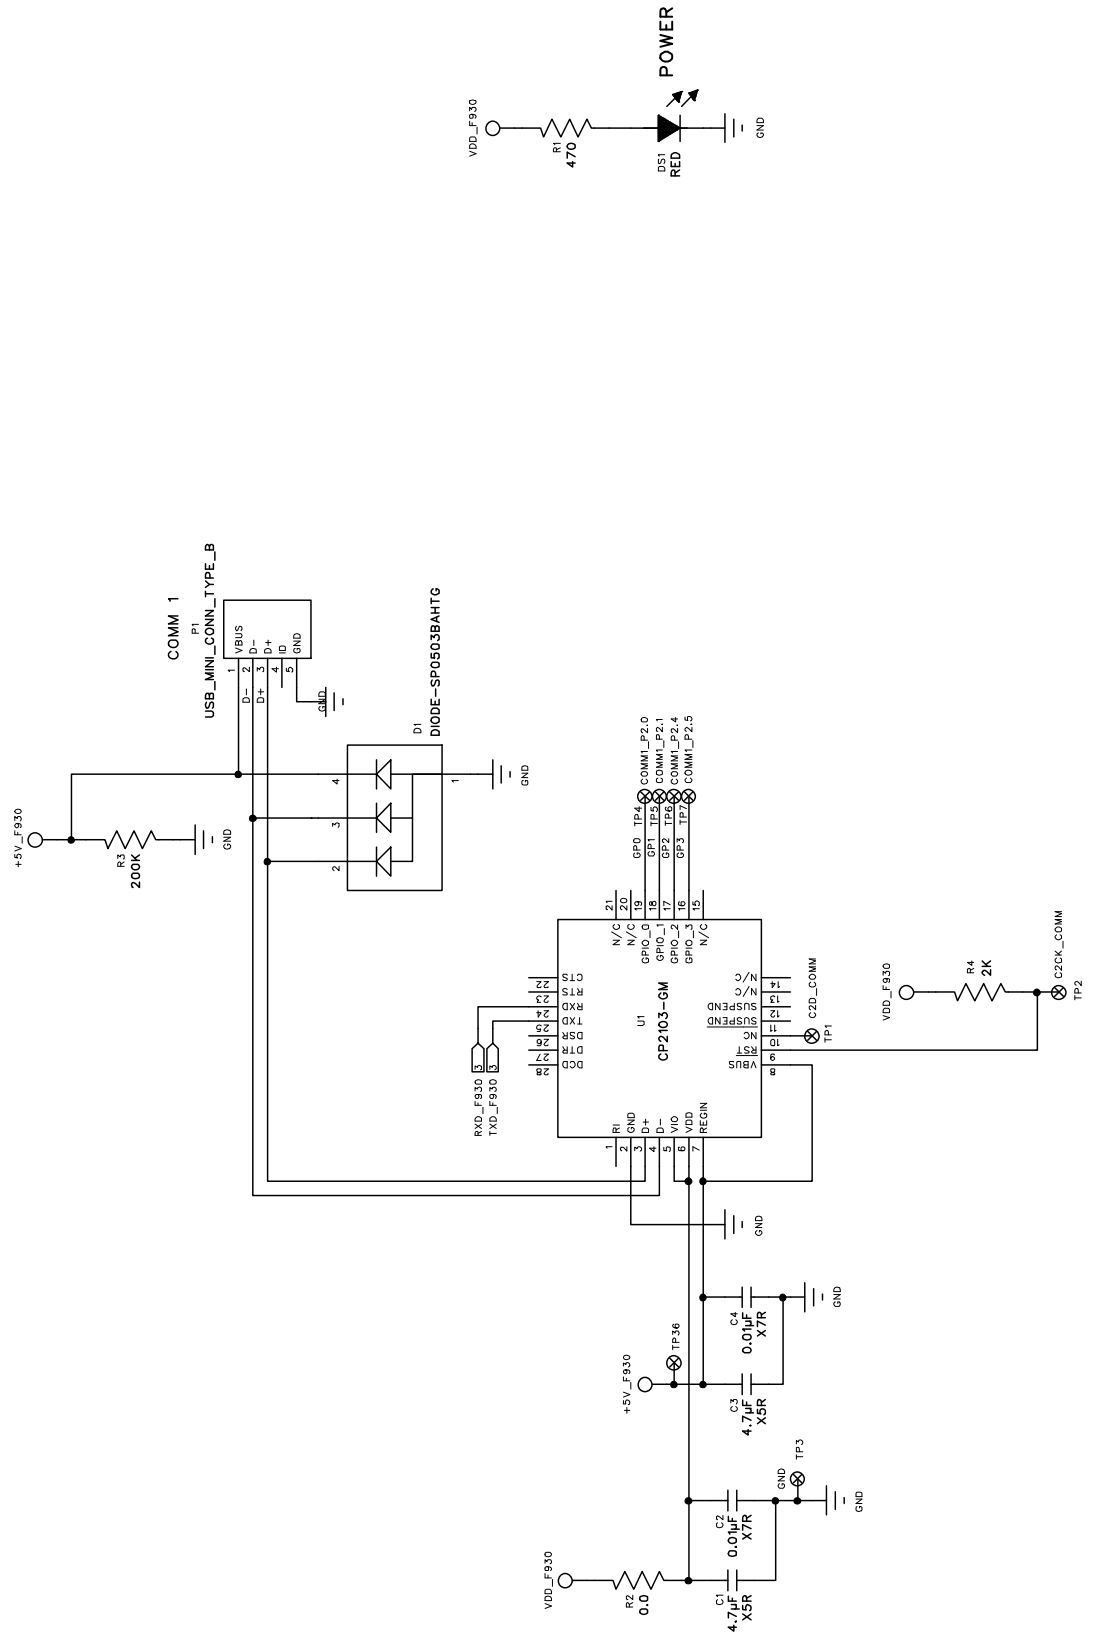 POWER
VDD_F930
R1
470
DS1
RED
GND
COMM 1
P1
USB_MINI_CONN_TYPE_B
VBUS
D-
D+
ID
GND
1
2
3
4
5
D-
D+
GND
+5V_F930
R3
200K
GND
D1
DIODE-SP0503BAHTG
4
3
2
1
GND
RXD_F930
3
TXD_F930
3
U1
CP2103-GM
CTS
RTS
RXD
TXD
DSR
DTR
DCD
22
23
24
25
26
27
28
N/C
N/C
GPIO_0
GPIO_1
GPIO_2
GPIO_3
N/C
21
20
19
18
17
16
15
GP0 TP4 COMM1_P2.0
GP1 TP5 COMM1_P2.1
GP2 TP6 COMM1_P2.4
GP3 TP7 COMM1_P2.5
RI
GND
D+
D-
VIO
VDD
REGIN
1
2
3
4
5
6
7
N/C
N/C
SUSPEND
SUSPEND
NC
RST
VBUS
14
13
12
11
10
9
8
C2D_COMM
TP1
VDD_F930
R4
2K
C2CK_COMM
TP2
GND
+5V_F930
TP36
C4
0.01µF
X7R
C3
4.7µF
X5R
GND
VDD_F930
R2
0.0
C2
0.01µF
X7R
C1
4.7µF
X5R
GND
TP3
GND